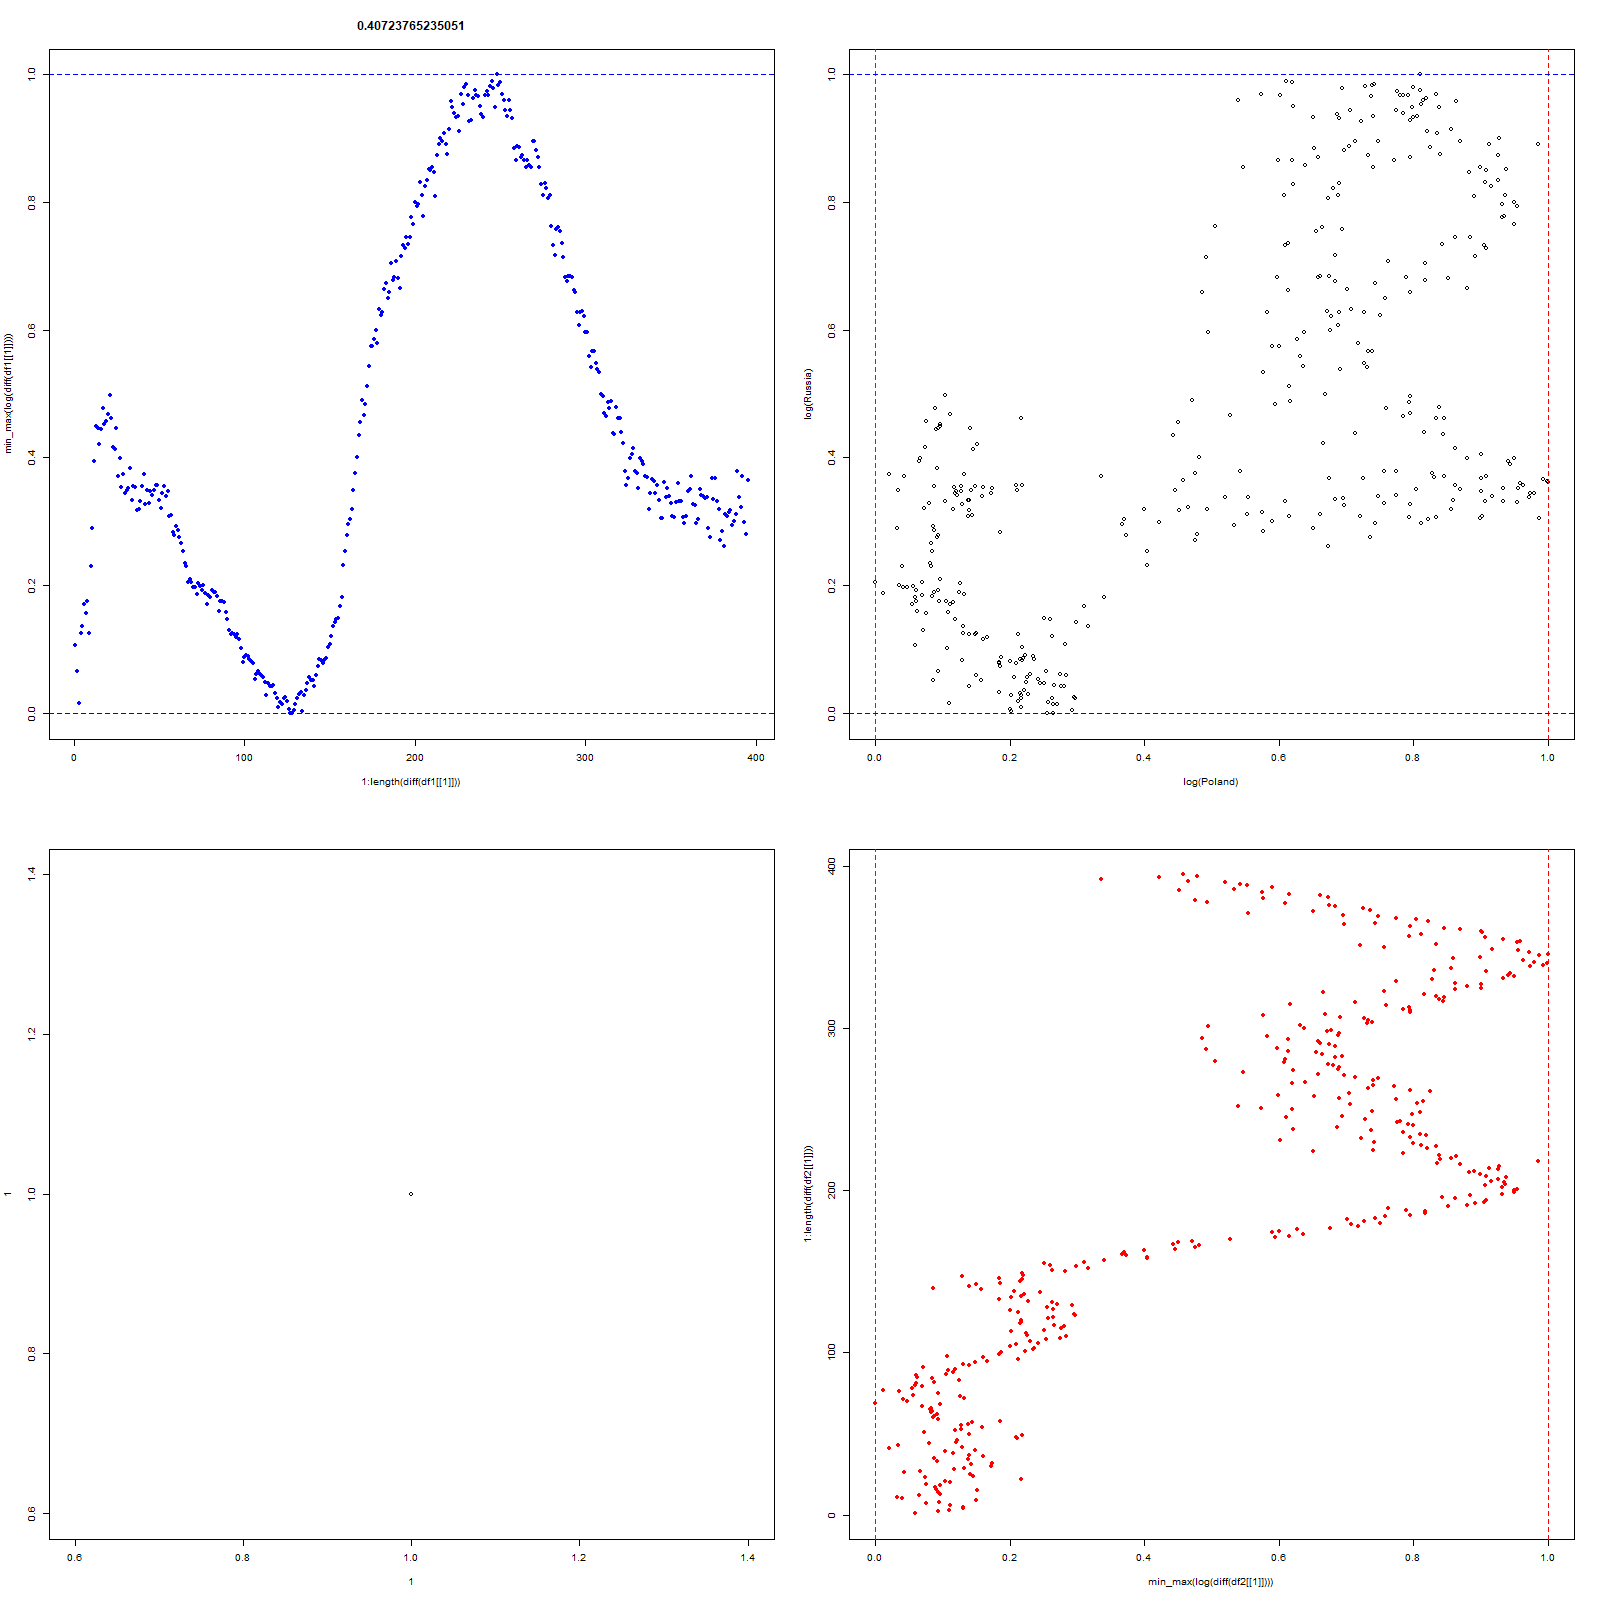 0.40723765235051
min_max(log(diff(df1[[1]])))
1.0
0.8
0.6
0.4
0.2
0.0
0 100 200 300 400
1:length(diff(df1[[1]]))
log(Russia)
1.0
0.8
0.6
0.4
0.2
0.0
0.0 0.2 0.4 0.6 0.8 1.0
log(Poland)
1
1.4
1.2
1.0
0.8
0.6
0.6 0.8 1.0 1.2 1.4
1
1:length(diff(df2[[1]]))
400
300
200
100
0
0.0 0.2 0.4 0.6 0.8 1.0
min_max(log(diff(df2[[1]])))